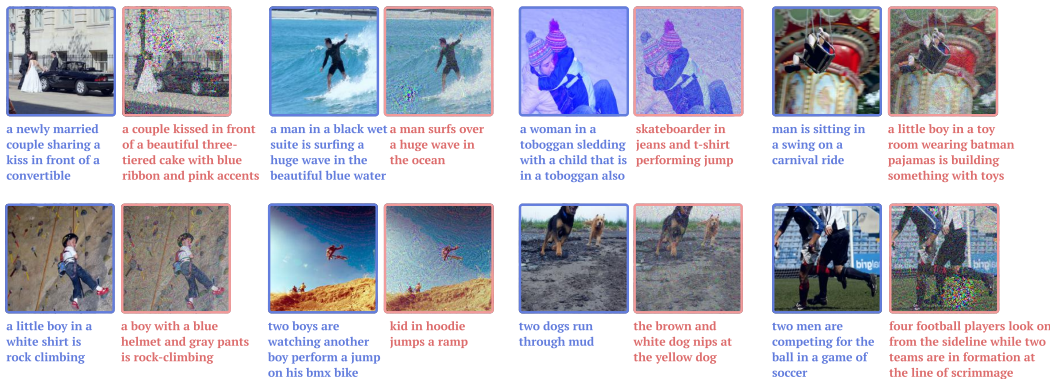 a newly married
couple sharing a
kiss in front of a
convertible
a couple kissed in front
of a beautiful three-
tiered cake with blue
ribbon and pink accents
a man in a black wet
suite is surfing a
huge wave in the
beautiful blue water
a man surfs over
a huge wave in
the ocean
a woman in a
toboggan sledding
with a child that is
in a toboggan also
skateboarder in
jeans and t-shirt
performing jump
man is sitting in
a swing on a
carnival ride
a little boy in a toy
room wearing batman
pajamas is building
something with toys
bing
bing
a little boy in a
white shirt is
rock climbing
a boy with a blue
helmet and gray pants
is rock-climbing
two boys are
watching another
boy perform a jump
on his bmx bike
kid in hoodie
jumps a ramp
two dogs run
through mud
the brown and
white dog nips at
the yellow dog
two men are
competing for the
ball in a game of
soccer
four football players look on
from the sideline while two
teams are in formation at
the line of scrimmage